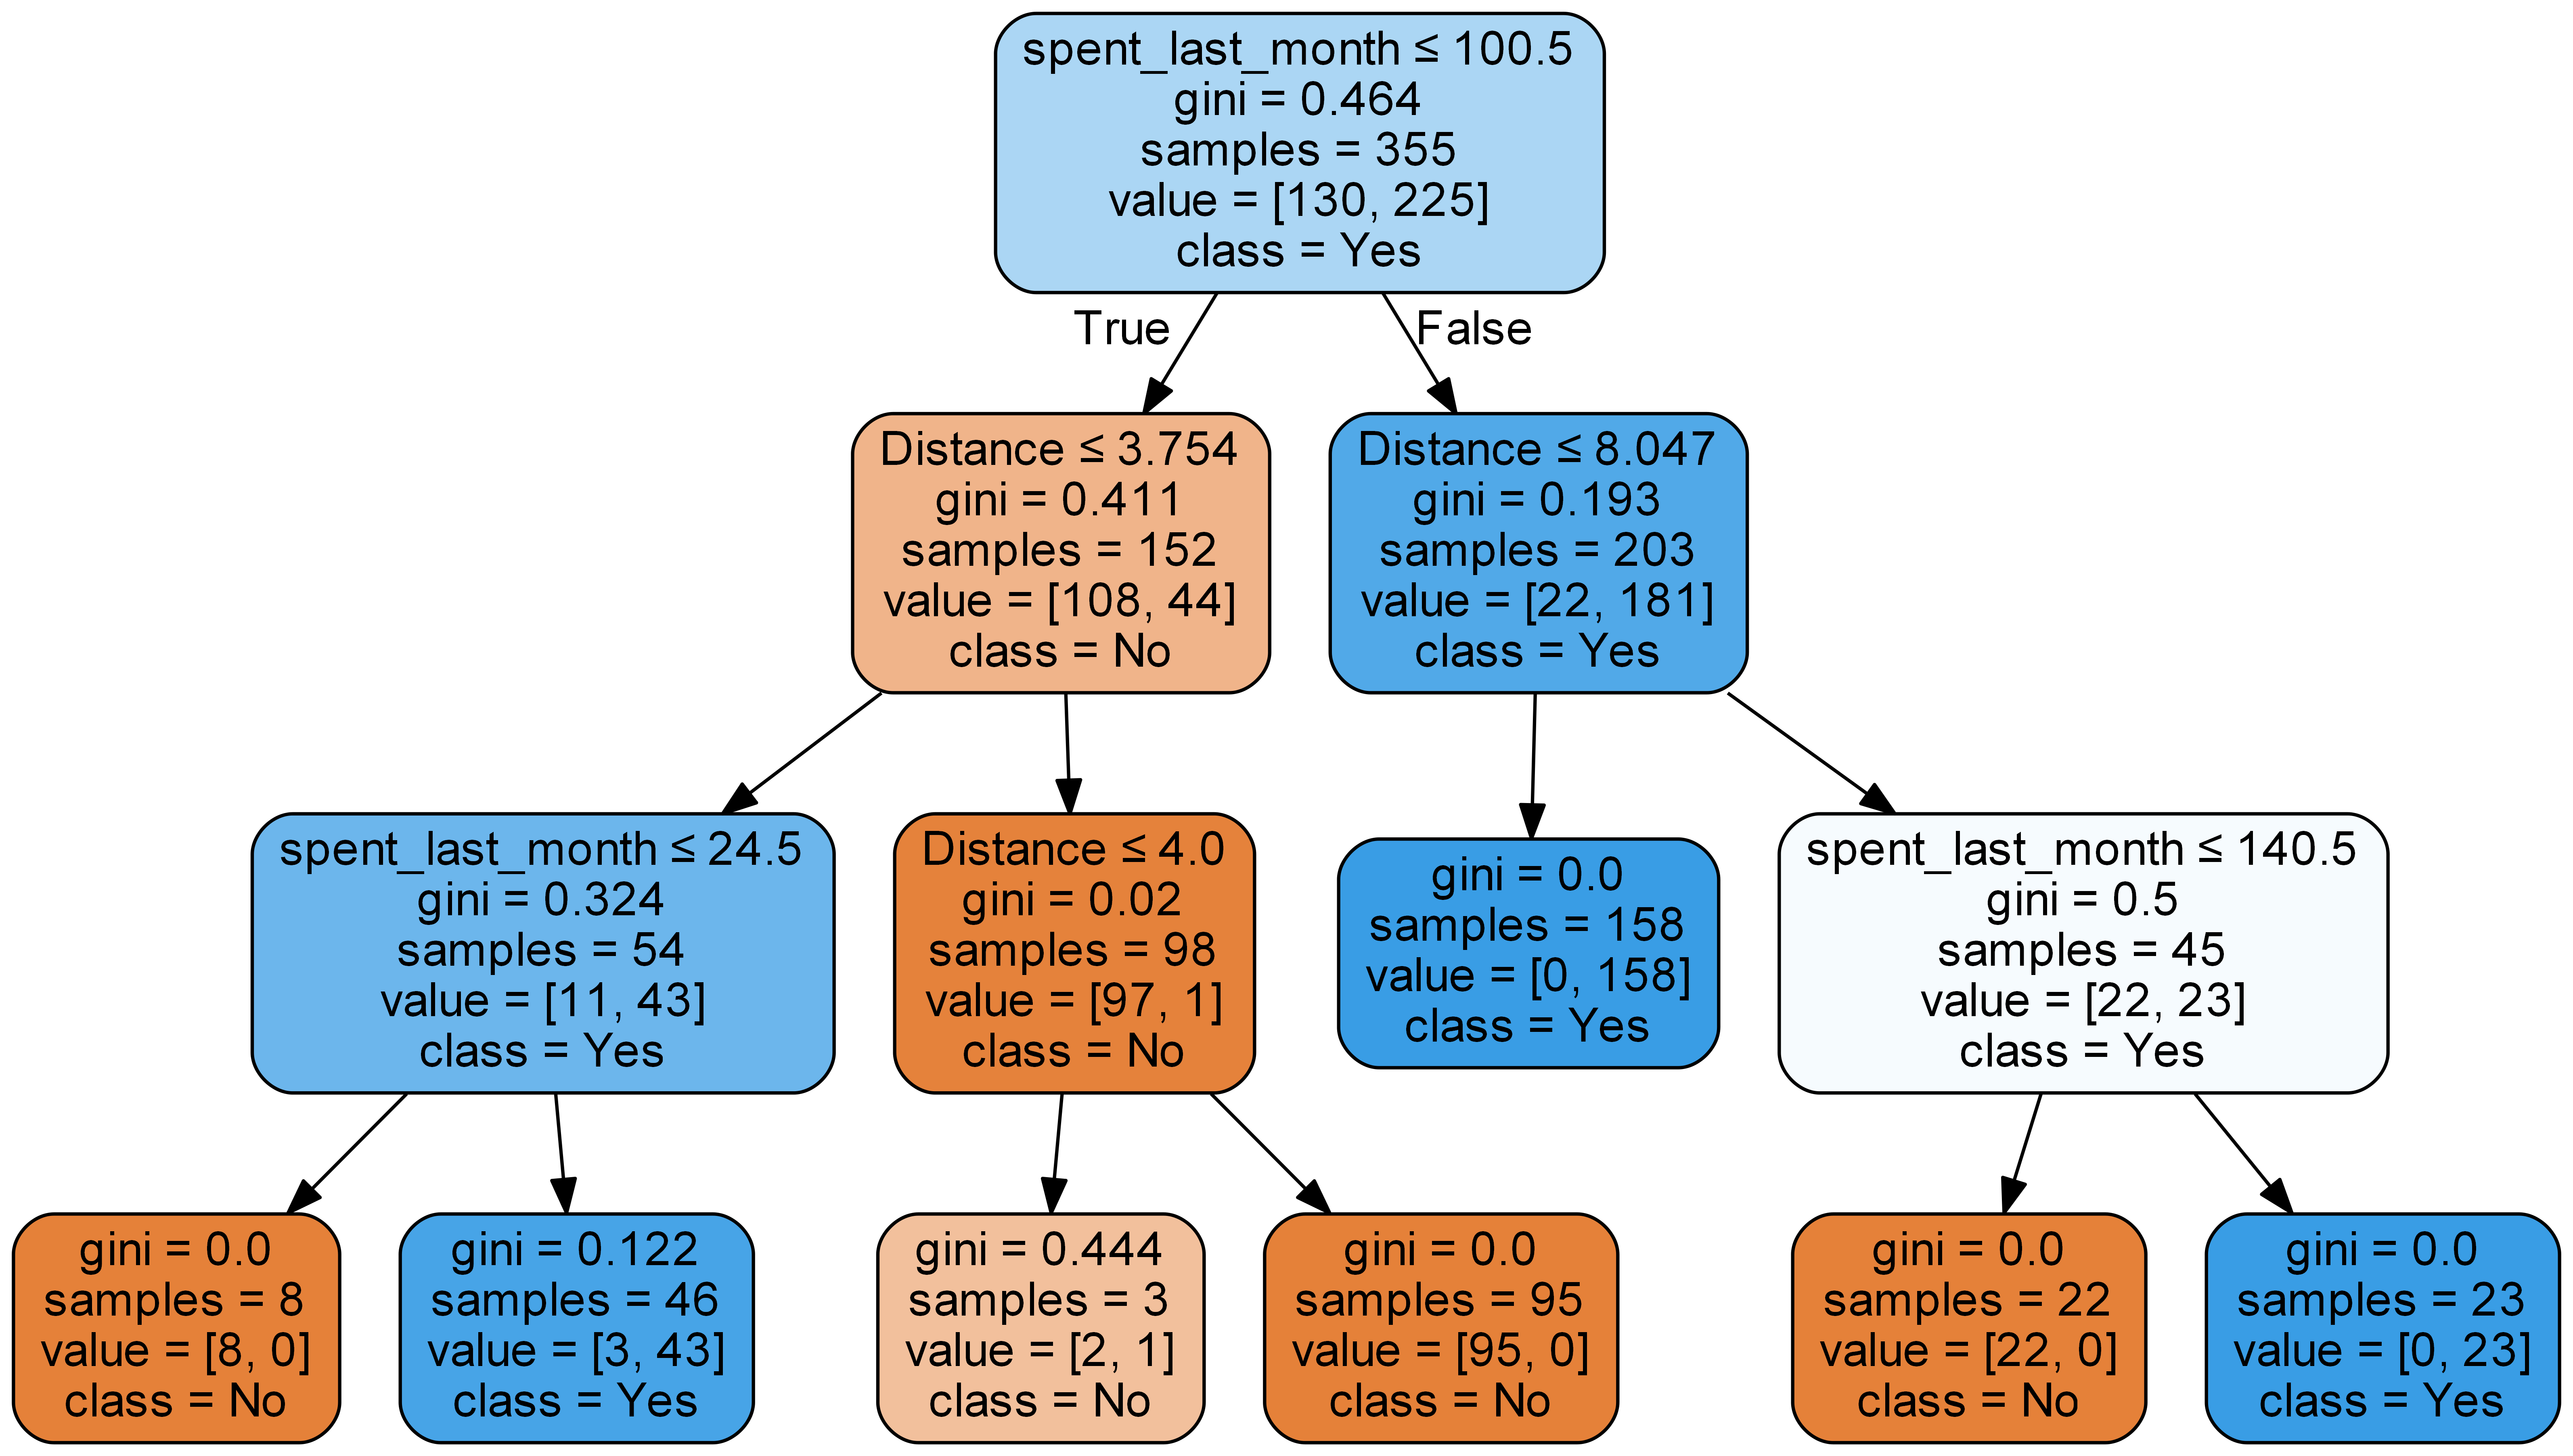 spent_last_month ≤ 100.5
gini = 0.464
samples = 355
value = [130, 225]
class = Yes
True
False
Distance ≤ 3.754
gini = 0.411
samples = 152
value = [108, 44]
class = No
Distance ≤ 8.047
gini = 0.193
samples = 203
value = [22, 181]
class = Yes
spent_last_month ≤ 24.5
gini = 0.324
samples = 54
value = [11, 43]
class = Yes
Distance ≤ 4.0
gini = 0.02
samples = 98
value = [97, 1]
class = No
gini = 0.0
samples = 158
value = [0, 158]
class = Yes
spent_last_month ≤ 140.5
gini = 0.5
samples = 45
value = [22, 23]
class = Yes
gini = 0.0
samples = 8
value = [8, 0]
class = No
gini = 0.122
samples = 46
value = [3, 43]
class = Yes
gini = 0.444
samples = 3
value = [2, 1]
class = No
gini = 0.0
samples = 95
value = [95, 0]
class = No
gini = 0.0
samples = 22
value = [22, 0]
class = No
gini = 0.0
samples = 23
value = [0, 23]
class = Yes